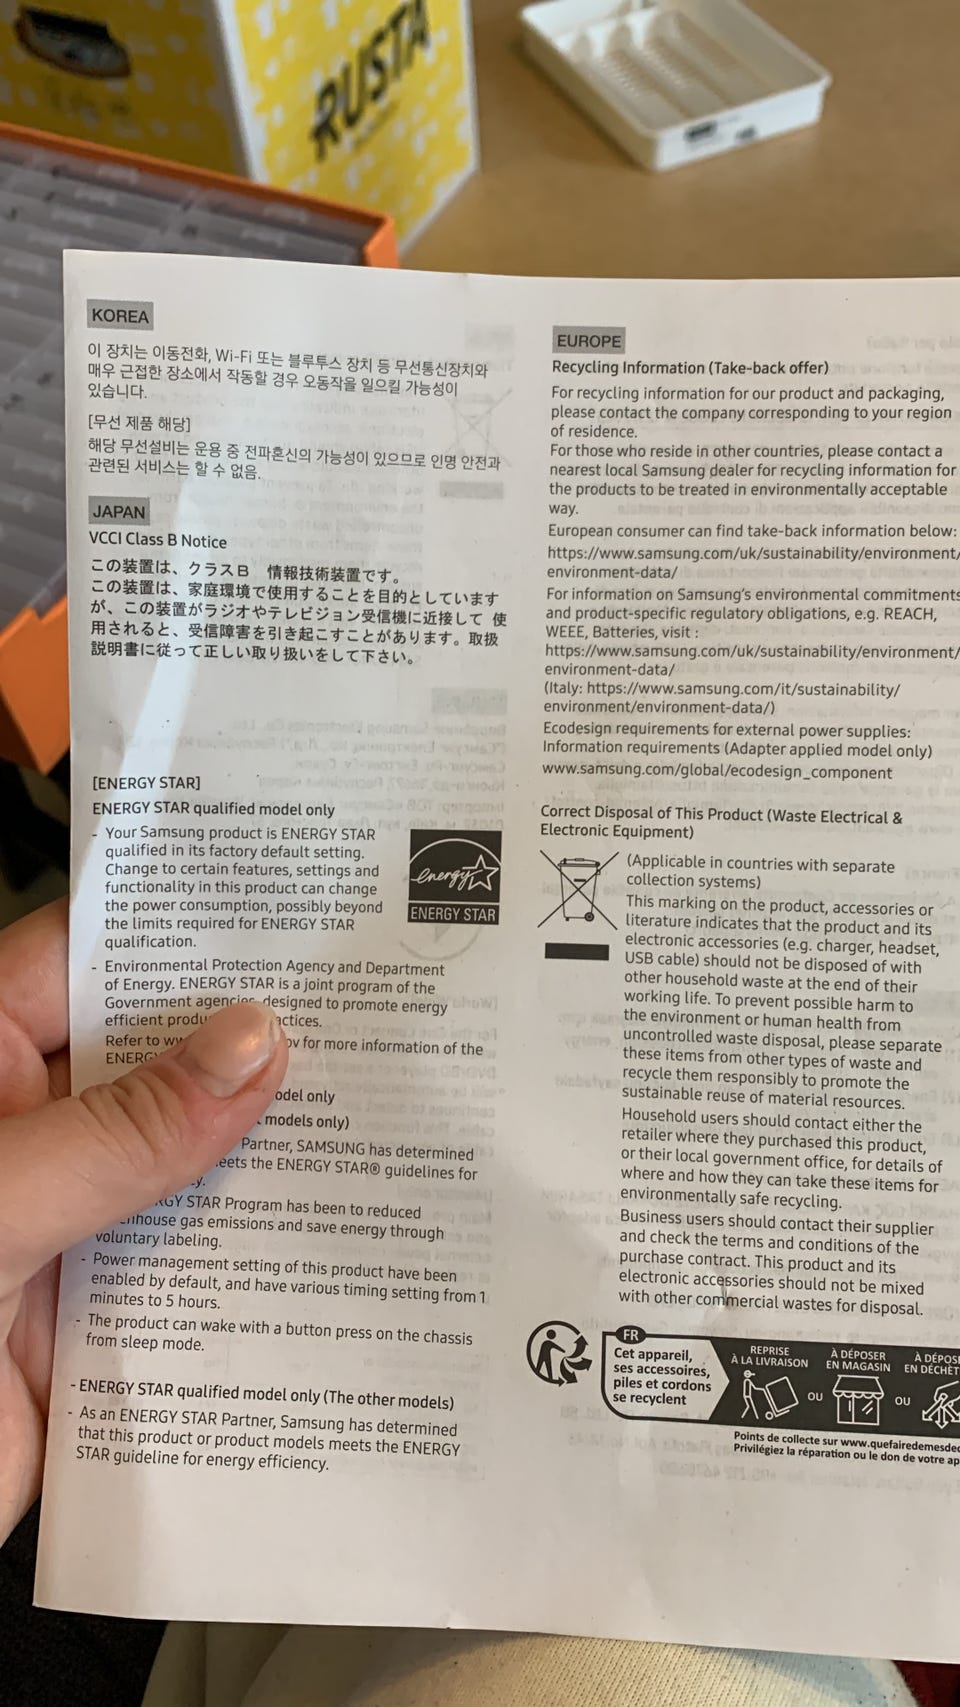 RUSTA
KOREA
이 장치는 이동전화, Wi-Fi 또는 블루투스 장치 등 무선통신장치와
매우 근접한 장소에서 작동할 경우 오동작을 일으킬 가능성이
있습니다.
[무선 제품 해당]
해당 무선설비는 운용 중 전파혼신의 가능성이 있으므로 인명 안전과
관련된 서비스는 할 수 없음.
JAPAN
VCCI Class B Notice
この装置は、クラスB 情報技術装置です。
この装置は、家庭環境で使用することを目的としています
が、この装置がラジオやテレビジョン受信機に近接して 使
用されると、受信障害を引き起こすことがあります。取扱
説明書に従って正しい取り扱いをして下さい。
[ENERGY STAR]
ENERGY STAR qualified model only
- Your Samsung product is ENERGY STAR
qualified in its factory default setting.
Change to certain features, settings and
functionality in this product can change
the power consumption, possibly beyond
the limits required for ENERGY STAR
qualification.
energy
ENERGY STAR
- Environmental Protection Agency and Department
of Energy. ENERGY STAR is a joint program of the
Government agencies, designed to promote energy
efficient
Refer to for more information of the
model only
models only)
Partner, SAMSUNG has determined
meets the ENERGY STAR® guidelines for
STAR Program has been to reduced
greenhouse gas emissions and save energy through
voluntary labeling.
- Power management setting of this product have been
enabled by default, and have various timing setting from 1
minutes to 5 hours.
- The product can wake with a button press on the chassis
from sleep mode.
- ENERGY STAR qualified model only (The other models)
- As an ENERGY STAR Partner, Samsung has determined
that this product or product models meets the ENERGY
STAR guideline for energy efficiency.
EUROPE
Recycling Information (Take-back offer)
For recycling information for our product and packaging,
please contact the company corresponding to your region
of residence.
For those who reside in other countries, please contact a
nearest local Samsung dealer for recycling information for
the products to be treated in environmentally acceptable
way.
European consumer can find take-back information below:
https://www.samsung.com/uk/sustainability/environment/
environment-data/
For information on Samsung's environmental commitments
and product-specific regulatory obligations, e.g. REACH,
WEEE, Batteries, visit :
https://www.samsung.com/uk/sustainability/environment/
environment-data/
(Italy: https://www.samsung.com/it/sustainability/
environment/environment-data/)
Ecodesign requirements for external power supplies:
Information requirements (Adapter applied model only)
www.samsung.com/global/ecodesign_component
Correct Disposal of This Product (Waste Electrical &
Electronic Equipment)
(Applicable in countries with separate
collection systems)
This marking on the product, accessories or
literature indicates that the product and its
electronic accessories (e.g. charger, headset,
USB cable) should not be disposed of with
other household waste at the end of their
working life. To prevent possible harm to
the environment or human health from
uncontrolled waste disposal, please separate
these items from other types of waste and
recycle them responsibly to promote the
sustainable reuse of material resources.
Household users should contact either the
retailer where they purchased this product,
or their local government office, for details of
where and how they can take these items for
environmentally safe recycling.
Business users should contact their supplier
and check the terms and conditions of the
purchase contract. This product and its
electronic accessories should not be mixed
with other commercial wastes for disposal.
FR
Cet appareil,
ses accessoires,
piles et cordons
se recyclent
REPRISE
À LA LIVRAISON
OU
À DÉPOSER
EN MAGASIN
OU
À DÉPOSE
EN DÉCHÈT
Points de collecte sur www.quefairedemesdec
Privilégiez la réparation ou le don de votre ap